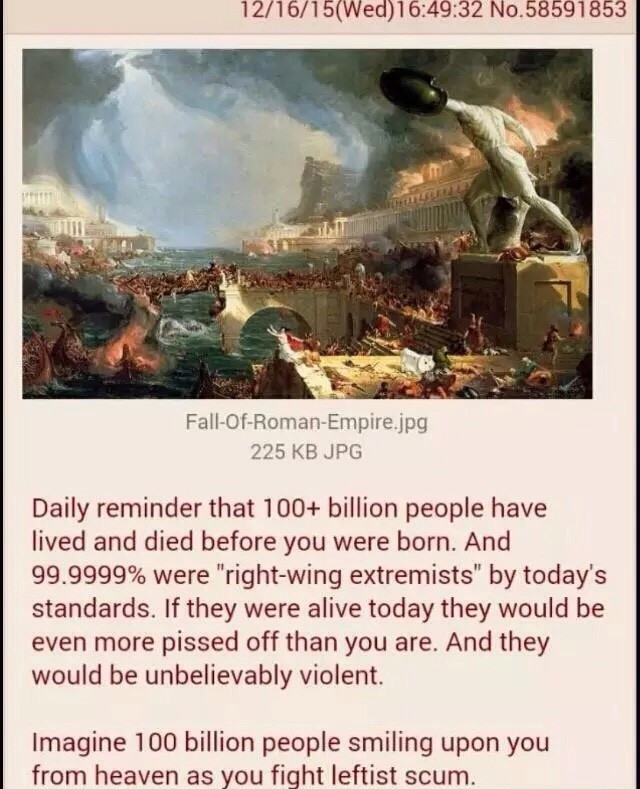 12/16/15(Wed)16:49:32 No.58591853
Fall-Of-Roman-Empire.jpg
225 KB JPG
Daily reminder that 100+ billion people have
lived and died before you were born. And
99.9999% were "right-wing extremists" by today's
standards. If they were alive today they would be
even more pissed off than you are. And they
would be unbelievably violent.
Imagine 100 billion people smiling upon you
from heaven as you fight leftist scum.